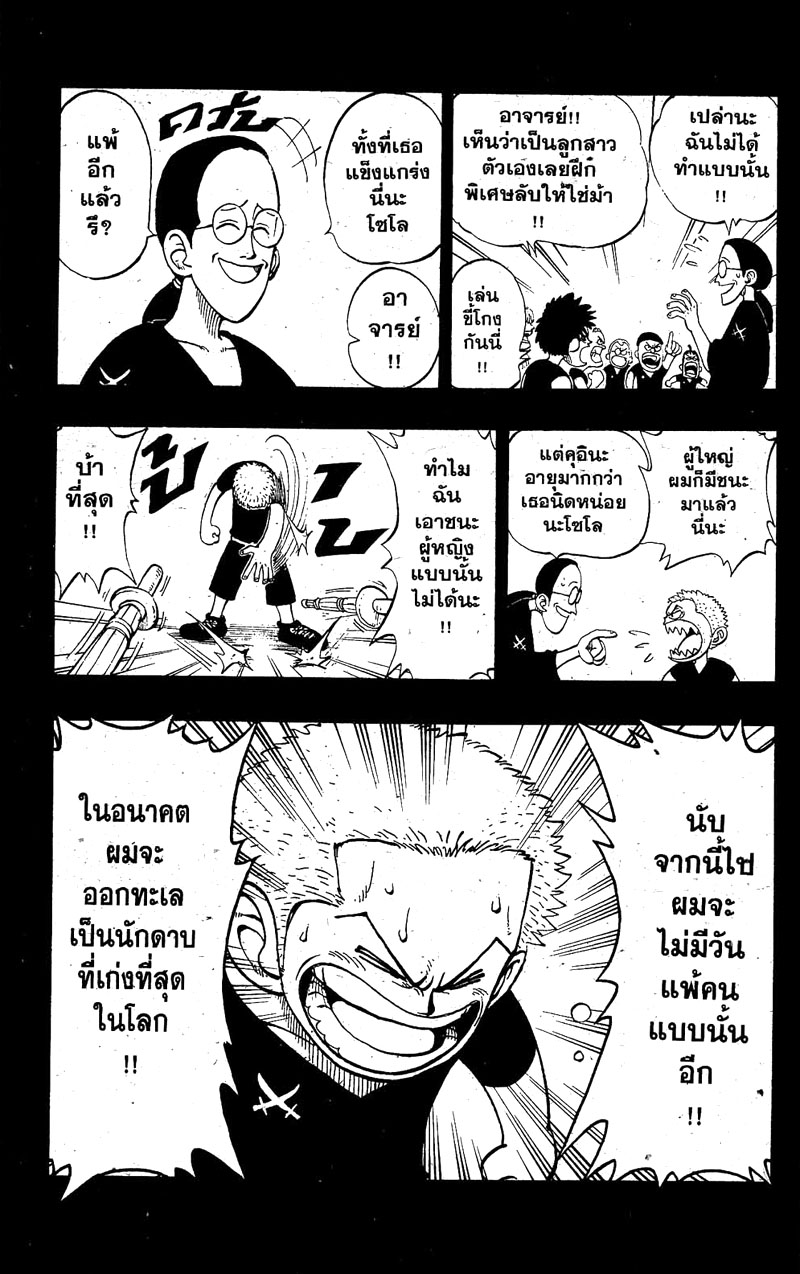 แพ้
อีก
แล้ว
รึ?
ควับ
ทั้งที่เธอ
แข็งแกร่ง
นี่นะ
โซโล
อา
จารย์
!!
อาจารย์!!
เห็นว่าเป็นลูกสาว
ตัวเองเลยฝึก
พิเศษลับให้ใช่ม้า
!!
เปล่านะ
ฉันไม่ได้
ทำแบบนั้น
!!
เล่น
ขี้โกง
กันนี่
!!
บ้า
ที่สุด
!!
ทำไม
ฉัน
เอาชนะ
ผู้หญิง
แบบนั้น
ไม่ได้นะ
!!
แต่คุอินะ
อายุมากกว่า
เธอนิดหน่อย
นะโซโล
ผู้ใหญ่
ผมก็มีชนะ
มาแล้ว
นี่นะ
ในอนาคต
ผมจะ
ออกทะเล
เป็นนักดาบ
ที่เก่งที่สุด
ในโลก
!!
นับ
จากนี้ไป
ผมจะ
ไม่มีวัน
แพ้คน
แบบนั้น
อีก
!!